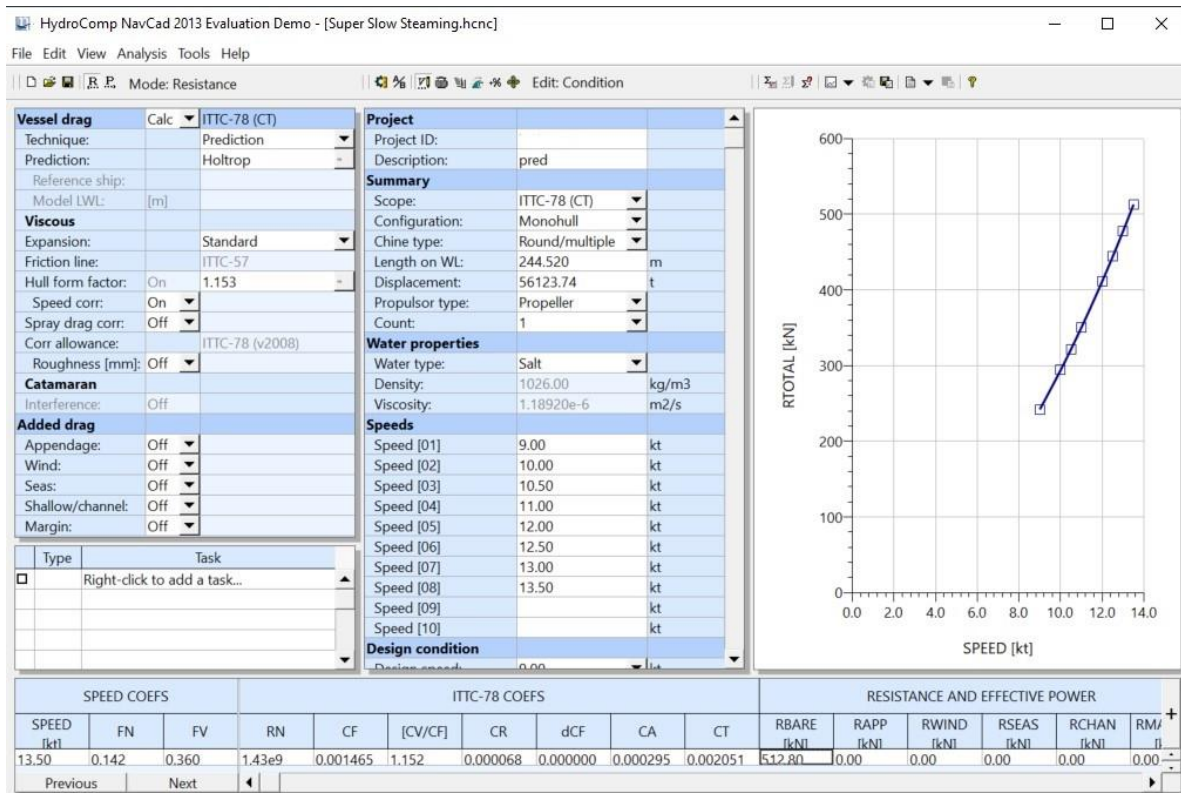 HydroComp NavCad 2013 Evaluation Demo - [Super Slow Steaming.hcnc]
File Edit View Analysis Tools Help
R P. Mode: Resistance
Edit: Condition
Vessel drag Calc ITTC-78 (CT)
Technique: Prediction
Prediction: Holtrop
Reference ship:
Model LWL: [m]
Viscous
Expansion: Standard
Friction line: ITTC-57
Hull form factor: On 1.153
Speed corr: On
Spray drag corr: Off
Corr allowance: ITTC-78 (v2008)
Roughness [mm]: Off
Catamaran
Interference: Off
Added drag
Appendage: Off
Wind: Off
Seas: Off
Shallow/channel: Off
Margin: Off
Type Task
Right-click to add a task...
Project
Project ID:
Description: pred
Summary
Scope: ITTC-78 (CT)
Configuration: Monohull
Chine type: Round/multiple
Length on WL: 244.520 m
Displacement: 56123.74 t
Propulsor type: Propeller
Count: 1
Water properties
Water type: Salt
Density: 1026.00 kg/m3
Viscosity: 1.18920e-6 m2/s
Speeds
Speed [01] 9.00 kt
Speed [02] 10.00 kt
Speed [03] 10.50 kt
Speed [04] 11.00 kt
Speed [05] 12.00 kt
Speed [06] 12.50 kt
Speed [07] 13.00 kt
Speed [08] 13.50 kt
Speed [09] kt
Speed [10] kt
Design condition
Design speed: 0.00 kt
RTOTAL [kN]
600
500
400
300
200
100
0
0.0 2.0 4.0 6.0 8.0 10.0 12.0 14.0
SPEED [kt]
SPEED COEFS ITTC-78 COEFS RESISTANCE AND EFFECTIVE POWER
SPEED FN FV RN CF [CV/CF] CR dCF CA CT RBARE RAPP RWIND RSEAS RCHAN RMA
[kt] [kN] [kN] [kN] [kN] [kN]
13.50 0.142 0.360 1.43e9 0.001465 1.152 0.000068 0.000000 0.000295 0.002051 512.80 0.00 0.00 0.00 0.00 0.00
Previous Next